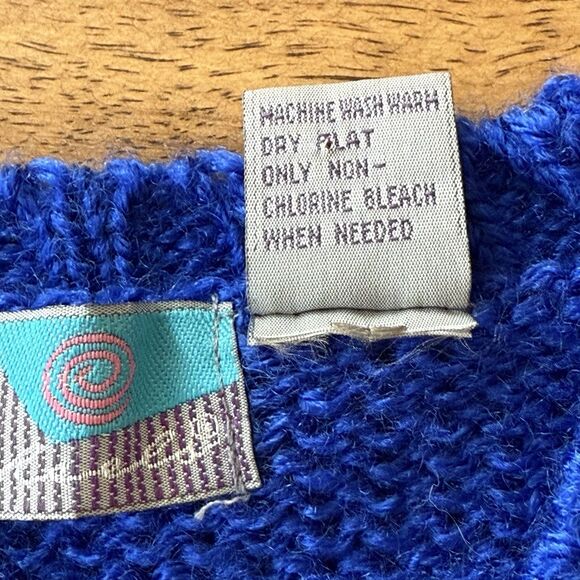 MACHINE WASH WARM
DRY FLAT
ONLY NON-
CHLORINE BLEACH
WHEN NEEDED